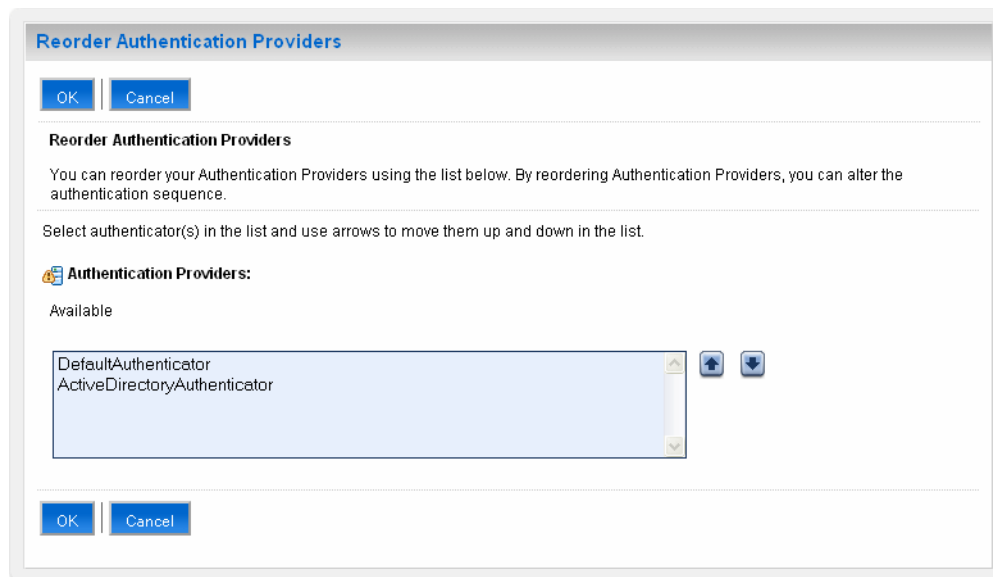 Reorder Authentication Providers
OK Cancel
Reorder Authentication Providers
You can reorder your Authentication Providers using the list below. By reordering Authentication Providers, you can alter the
authentication sequence.
Select authenticator(s) in the list and use arrows to move them up and down in the list.
Authentication Providers:
Available
DefaultAuthenticator
ActiveDirectoryAuthenticator
OK Cancel